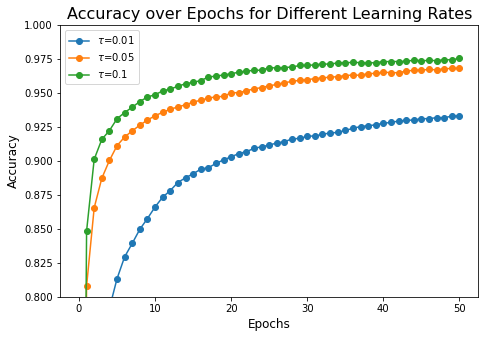 Accuracy over Epochs for Different Learning Rates
1.000
0.975
0.950
0.925
0.900
0.875
0.850
0.825
0.800
Accuracy
τ=0.01
τ=0.05
τ=0.1
0 10 20 30 40 50
Epochs